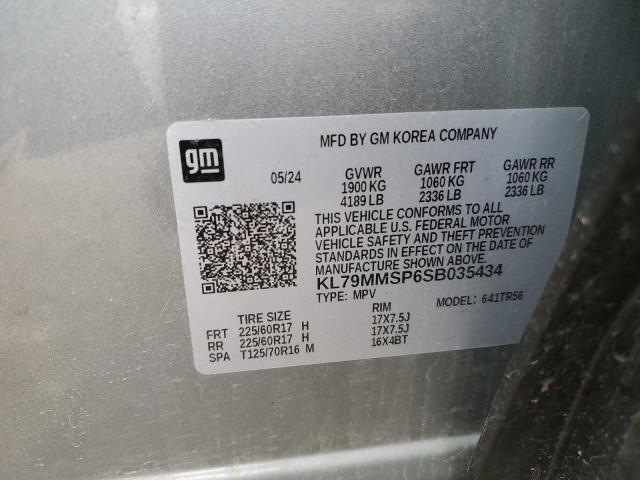 MFD BY GM KOREA COMPANY
gm
05/24 GVWR GAWR FRT GAWR RR
1900 KG 1060 KG 1060 KG
4189 LB 2336 LB 2336 LB
THIS VEHICLE CONFORMS TO ALL
APPLICABLE U.S. FEDERAL MOTOR
VEHICLE SAFETY AND THEFT PREVENTION
STANDARDS IN EFFECT ON THE DATE OF
MANUFACTURE SHOWN ABOVE.
KL79MMSP6SB035434
TYPE: MPV MODEL: 641TR56
TIRE SIZE RIM
FRT 225/60R17 H 17X7.5J
RR 225/60R17 H 17X7.5J
SPA T125/70R16 M 16X4BT